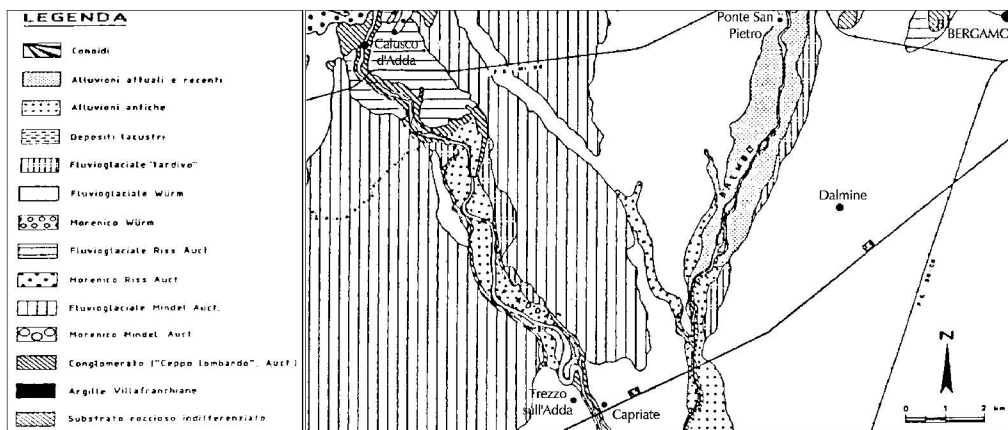 LEGENDA
Conoidi
Alluvioni attuali e recenti
Alluvioni antiche
Depositi lacustri
Fluvioglaciale "tardivo"
Fluvioglaciale Würm
Morenico Würm
Fluvioglaciale Riss Auct.
Morenico Riss Auct
Fluvioglaciale Mindel Auct.
Morenico Mindel Auct.
Conglomerato ("Ceppo lombardo", Auct.)
Argille Villafranchiane
Substrato roccioso indifferenziato
Calusco
d'Adda
Ponte San
Pietro
BERGAMO
Dalmine
Trezzo
sull'Adda
Capriate
N
0 1 2 km